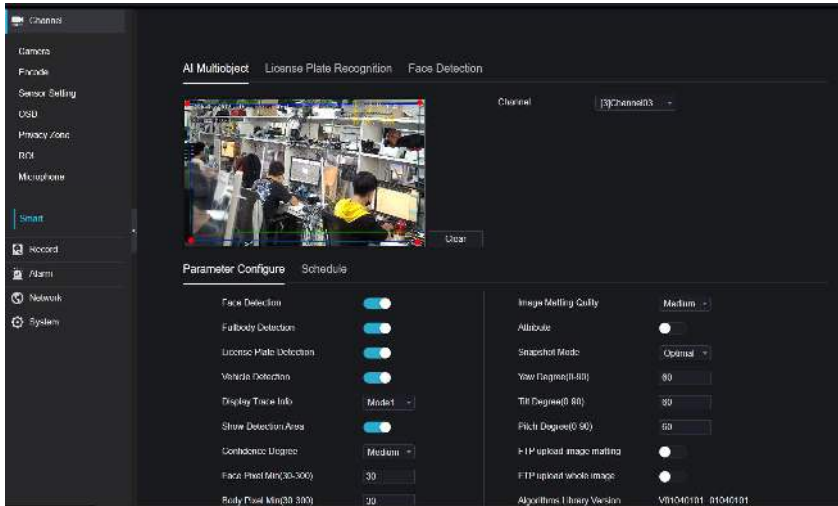 Channel
Camera
Encode
Sensor Setting
OSD
Privacy Zone
ROI
Microphone
Smart
Record
Alarm
Network
System
AI Multiobject License Plate Recognition Face Detection
Channel [3]Channel03
Clear
Parameter Configure Schedule
Face Detection
Fullbody Detection
License Plate Detection
Vehicle Detection
Display Trace Info Mode1
Show Detection Area
Confidence Degree Medium
Face Pixel Min(30-300) 30
Body Pixel Min(30-300) 30
Image Matting Qulity Medium
Attribute
Snapshot Mode Optimal
Yaw Degree(0-90) 60
Tilt Degree(0-90) 60
Pitch Degree(0-90) 60
FTP upload image matting
FTP upload whole image
Algorithms Library Version V01040101_01040101